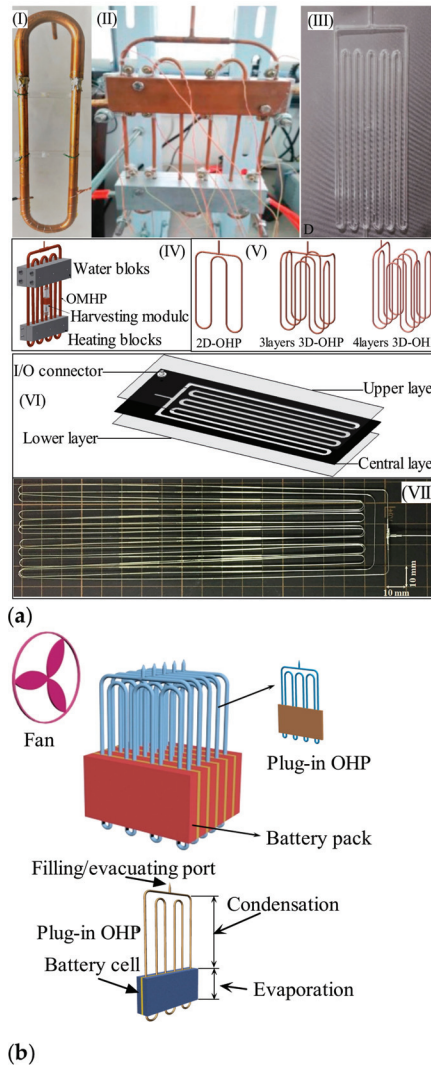 (I)
(II)
(III)
D
(IV)
Water bloks
OMHP
Harvesting modulc
Heating blocks
(V)
2D-OHP
3layers 3D-OHP
4layers 3D-OH
I/O connector
(VI)
Upper laye
Lower layer
Central laye
(VII
10 mm
10 mm
(a)
Fan
Plug-in OHP
Battery pack
Filling/evacuating port
Condensation
Plug-in OHP
Battery cell
Evaporation
(b)